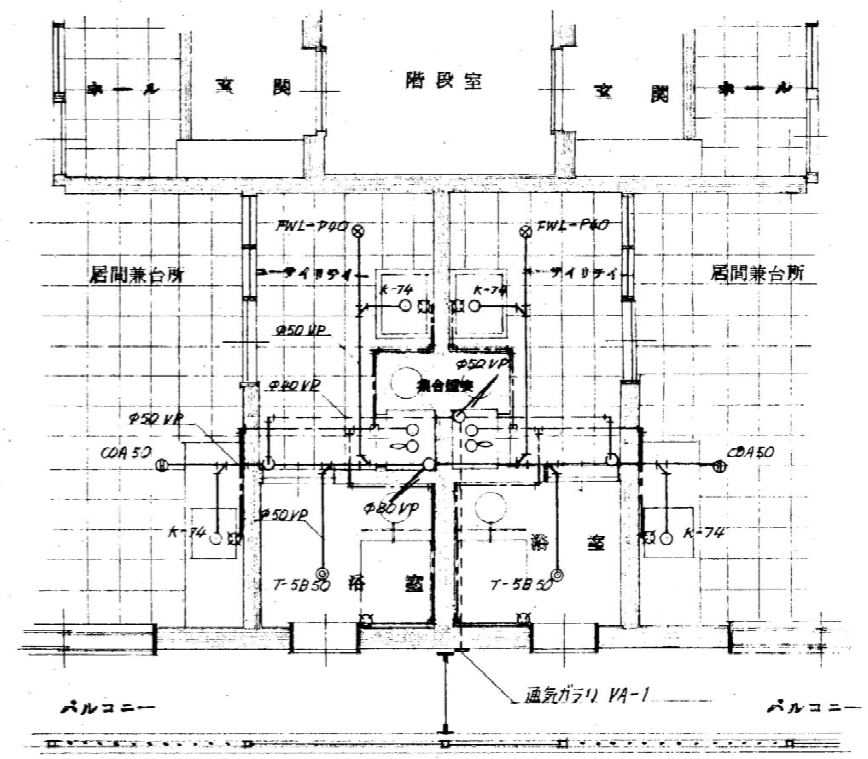 ホール
玄関
階段室
玄関
ホール
FWL-P40
FWL-P40
居間兼台所
ユーティリティ
ユーティリティ
居間兼台所
K-74
K-74
φ50VP
φ50VP
集合煙突
φ40VP
φ50VP
COA50
COA50
φ80VP
φ50VP
K-74
浴室
K-74
T-5B50
浴室
T-5B50
通気ガラリ VA-1
バルコニー
バルコニー